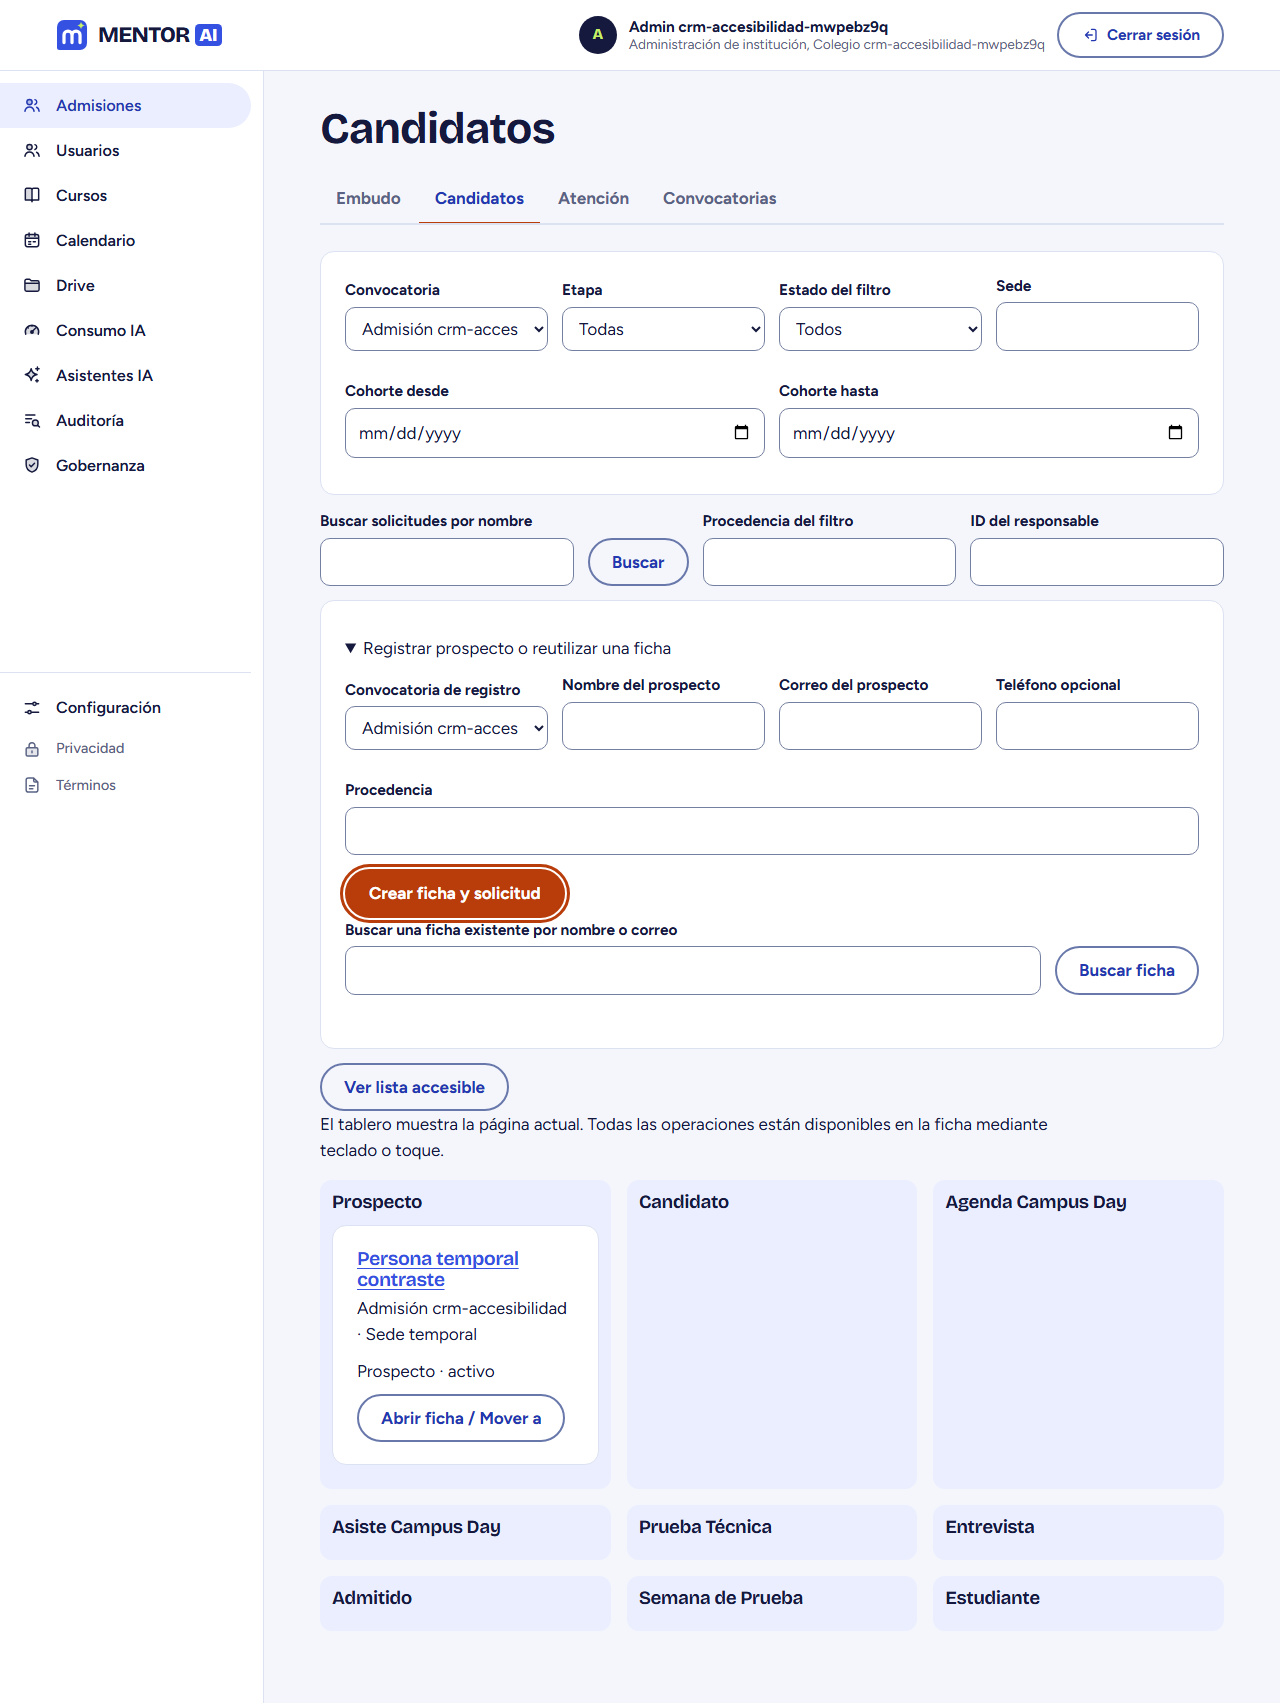 MENTOR AI
A
Admin crm-accesibilidad-mwpebz9q
Administración de institución, Colegio crm-accesibilidad-mwpebz9q
Cerrar sesión
Admisiones
Usuarios
Cursos
Calendario
Drive
Consumo IA
Asistentes IA
Auditoría
Gobernanza
Configuración
Privacidad
Términos
Candidatos
Embudo
Candidatos
Atención
Convocatorias
Convocatoria
Etapa
Estado del filtro
Sede
Admisión crm-acces
Todas
Todos
Cohorte desde
Cohorte hasta
mm/dd/yyyy
mm/dd/yyyy
Buscar solicitudes por nombre
Procedencia del filtro
ID del responsable
Buscar
Registrar prospecto o reutilizar una ficha
Convocatoria de registro
Nombre del prospecto
Correo del prospecto
Teléfono opcional
Admisión crm-acces
Procedencia
Crear ficha y solicitud
Buscar una ficha existente por nombre o correo
Buscar ficha
Ver lista accesible
El tablero muestra la página actual. Todas las operaciones están disponibles en la ficha mediante
teclado o toque.
Prospecto
Persona temporal
contraste
Admisión crm-accesibilidad
· Sede temporal
Prospecto · activo
Abrir ficha / Mover a
Candidato
Agenda Campus Day
Asiste Campus Day
Prueba Técnica
Entrevista
Admitido
Semana de Prueba
Estudiante